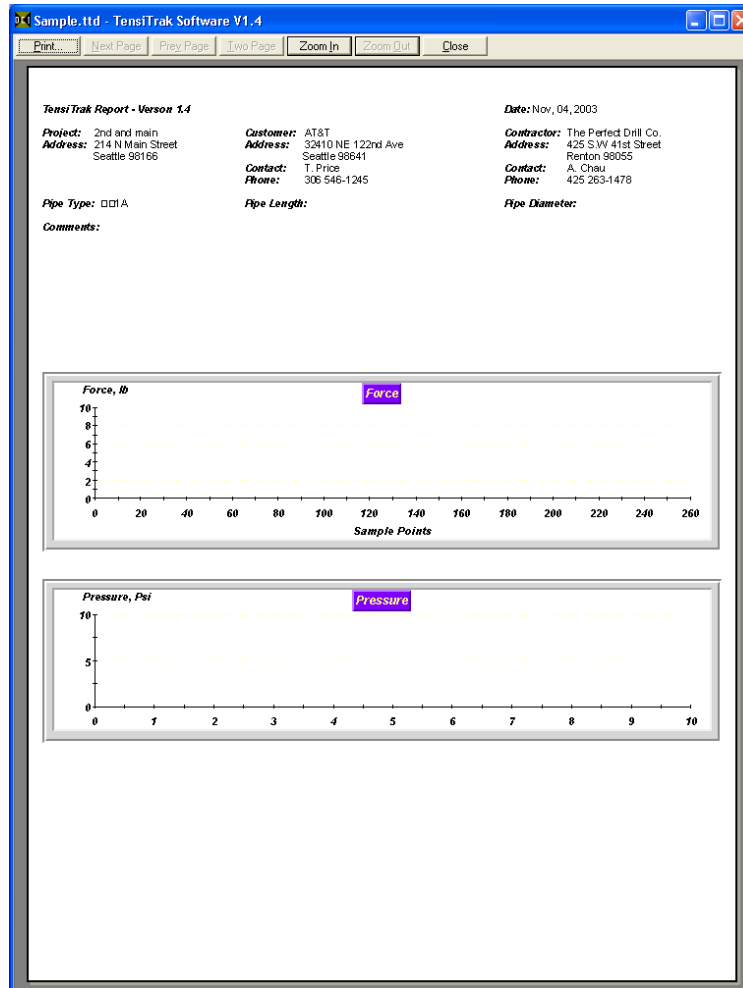 Sample.ttd - TensiTrak Software V1.4
Print... Next Page Prev Page Two Page Zoom In Zoom Out Close
TensiTrak Report - Verson 1.4 Date: Nov, 04, 2003
Project: 2nd and main Customer: AT&T Contractor: The Perfect Drill Co.
Address: 214 N Main Street Address: 32410 NE 122nd Ave Address: 425 S.W 41st Street
Seattle 98166 Seattle 98641 Renton 98055
Contact: T. Price Contact: A. Chau
Phone: 306 546-1245 Phone: 425 263-1478
Pipe Type: □□1A Pipe Length: Pipe Diameter:
Comments:
Force, lb Force
10
8
6
4
2
0
0 20 40 60 80 100 120 140 160 180 200 220 240 260
Sample Points
Pressure, Psi Pressure
10
5
0
0 1 2 3 4 5 6 7 8 9 10